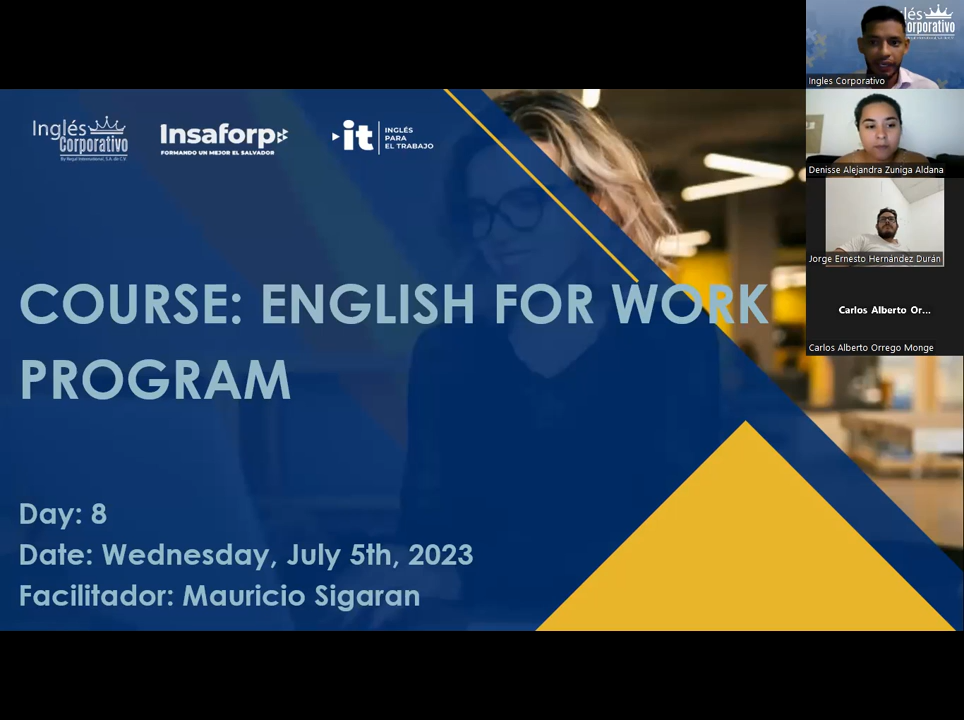 Inglés
Corporativo
By Regal International, S.A. de C.V.
Insaforp
FORMANDO UN MEJOR EL SALVADOR
it
INGLÉS
PARA
EL TRABAJO
COURSE: ENGLISH FOR WORK
PROGRAM
Day: 8
Date: Wednesday, July 5th, 2023
Facilitador: Mauricio Sigaran
lés
orporativo
Ingles Corporativo
Denisse Alejandra Zuniga Aldana
Jorge Ernesto Hernández Durán
Carlos Alberto Or...
Carlos Alberto Orrego Monge